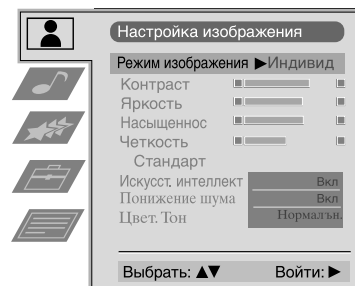 Настройка изображения
Режим изображения ▶Индивид
Контраст
Яркость
Насыщеннос
Четкость
Стандарт
Искусст. интеллект Вкл
Понижение шума Вкл
Цвет. Тон Нормальн.
Выбрать: ▲▼ Войти: ▶